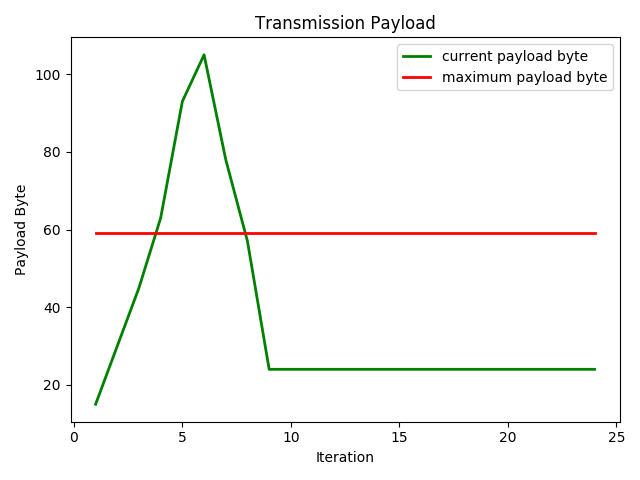 Transmission Payload
current payload byte
maximum payload byte
100
80
60
40
20
Payload Byte
0
5
10
15
20
25
Iteration